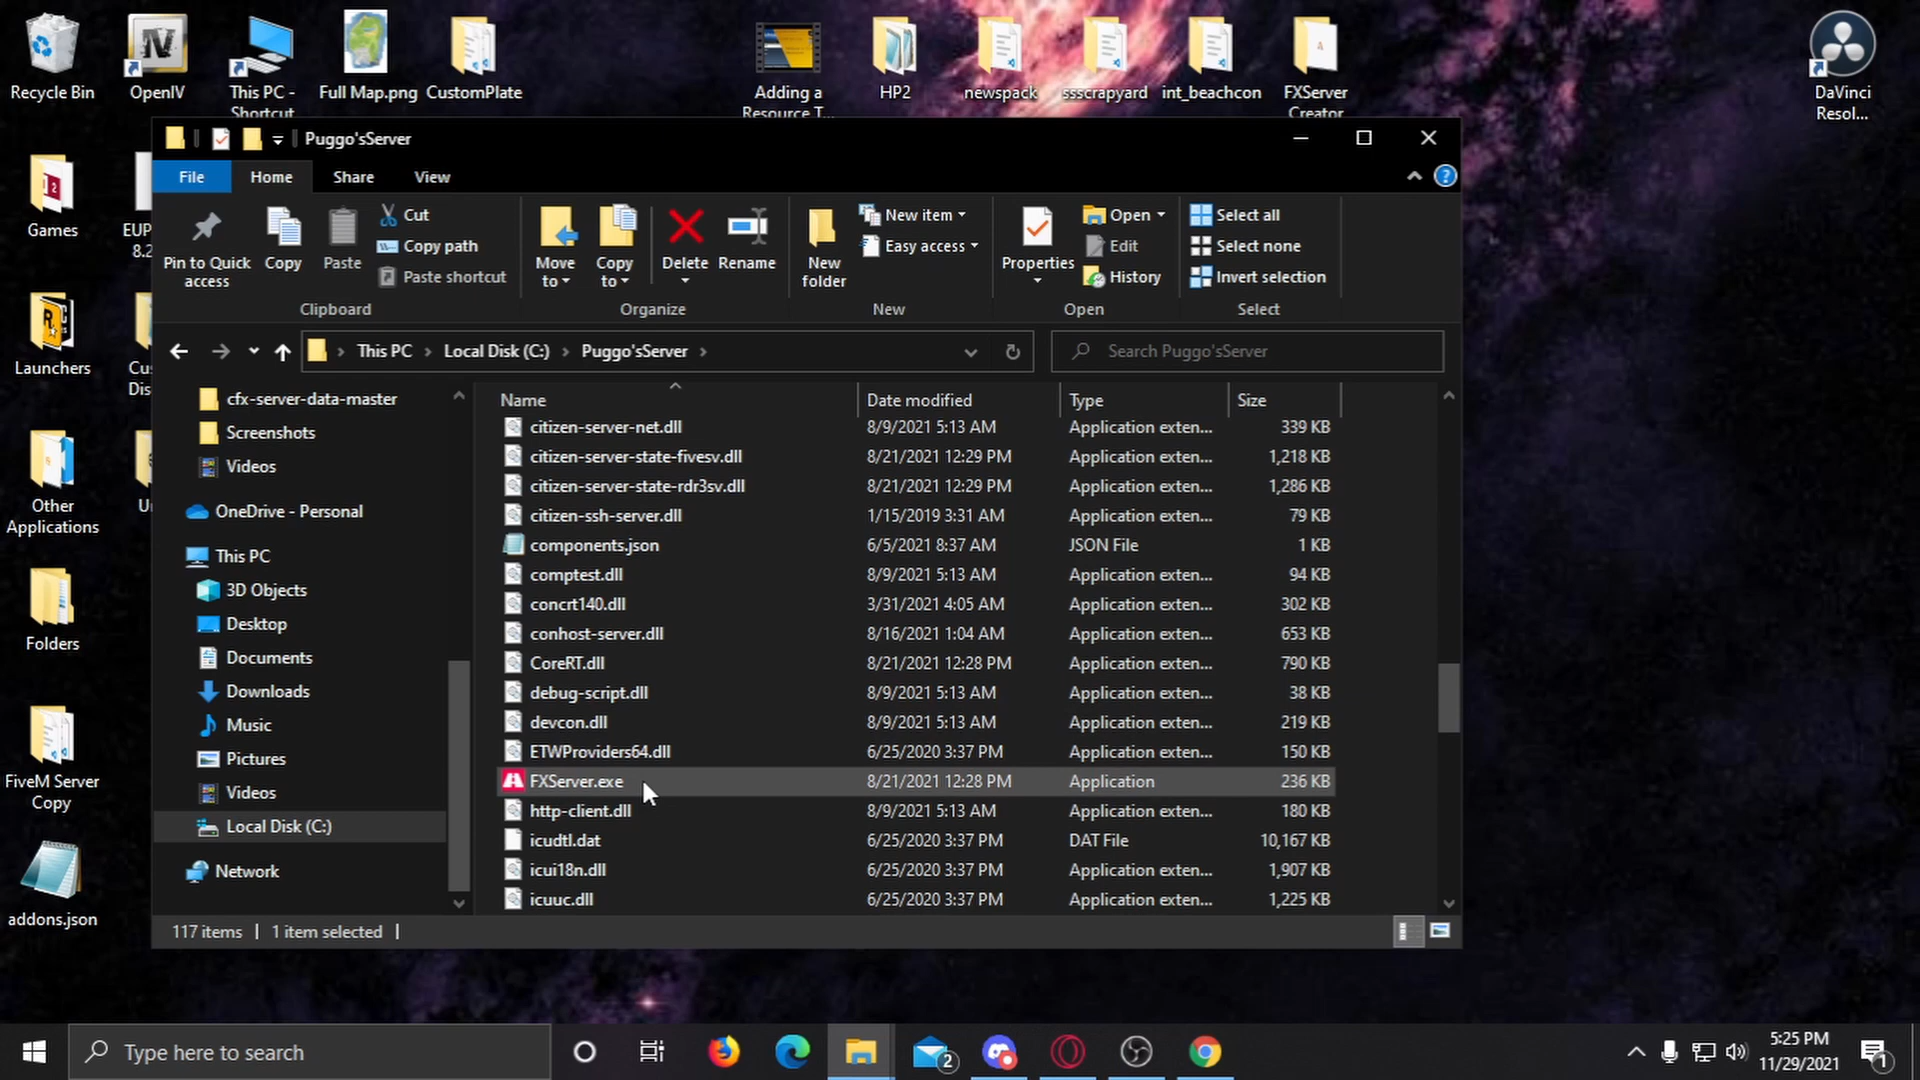 Recycle Bin
OpenIV
This PC -
Shortcut
Full Map.png
CustomPlate
Adding a
Resource T...
HP2
newspack
ssscrapyard
int_beachcon
FXServer
Creator
DaVinci
Resol...
Games
EUP
8.2
Launchers
Cus
Dis
Other
Applications
Folders
FiveM Server
Copy
addons.json
Puggo'sServer
File
Home
Share
View
Pin to Quick
access
Copy
Paste
Cut
Copy path
Paste shortcut
Clipboard
Move
to
Copy
to
Delete
Rename
Organize
New
folder
New item
Easy access
New
Properties
Open
Edit
History
Open
Select all
Select none
Invert selection
Select
This PC
Local Disk (C:)
Puggo'sServer
Search Puggo'sServer
cfx-server-data-master
Screenshots
Videos
OneDrive - Personal
This PC
3D Objects
Desktop
Documents
Downloads
Music
Pictures
Videos
Local Disk (C:)
Network
Name Date modified Type Size
citizen-server-net.dll 8/9/2021 5:13 AM Application exten... 339 KB
citizen-server-state-fivesv.dll 8/21/2021 12:29 PM Application exten... 1,218 KB
citizen-server-state-rdr3sv.dll 8/21/2021 12:29 PM Application exten... 1,286 KB
citizen-ssh-server.dll 1/15/2019 3:31 AM Application exten... 79 KB
components.json 6/5/2021 8:37 AM JSON File 1 KB
comptest.dll 8/9/2021 5:13 AM Application exten... 94 KB
concrt140.dll 3/31/2021 4:05 AM Application exten... 302 KB
conhost-server.dll 8/16/2021 1:04 AM Application exten... 653 KB
CoreRT.dll 8/21/2021 12:28 PM Application exten... 790 KB
debug-script.dll 8/9/2021 5:13 AM Application exten... 38 KB
devcon.dll 8/9/2021 5:13 AM Application exten... 219 KB
ETWProviders64.dll 6/25/2020 3:37 PM Application exten... 150 KB
FXServer.exe 8/21/2021 12:28 PM Application 236 KB
http-client.dll 8/9/2021 5:13 AM Application exten... 180 KB
icudtl.dat 6/25/2020 3:37 PM DAT File 10,167 KB
icui18n.dll 6/25/2020 3:37 PM Application exten... 1,907 KB
icuuc.dll 6/25/2020 3:37 PM Application exten... 1,225 KB
117 items
1 item selected
Type here to search
2
5:25 PM
11/29/2021
1